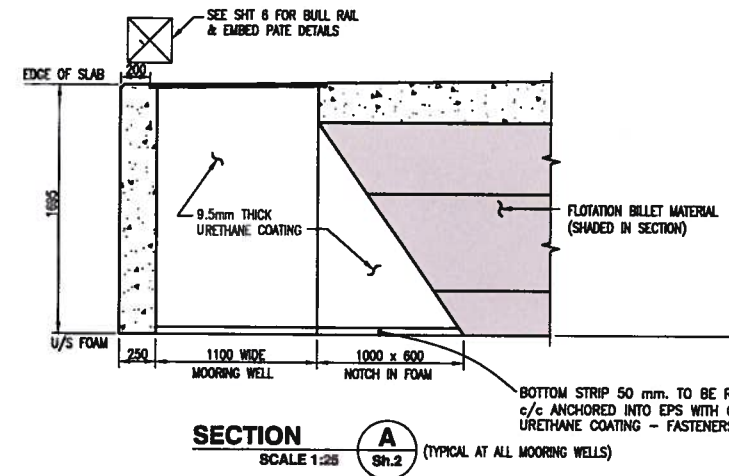 SEE SHT 6 FOR BULL RAIL
& EMBED PATE DETAILS
200
EDGE OF SLAB
1695
9.5mm THICK
URETHANE COATING
FLOTATION BILLET MATERIAL
(SHADED IN SECTION)
U/S FOAM
250
1100 WIDE
MOORING WELL
1000 x 600
NOTCH IN FOAM
BOTTOM STRIP 50 mm. TO BE
c/c ANCHORED INTO EPS WITH
URETHANE COATING - FASTENERS
SECTION
SCALE 1:25
A
Sh.2
(TYPICAL AT ALL MOORING WELLS)